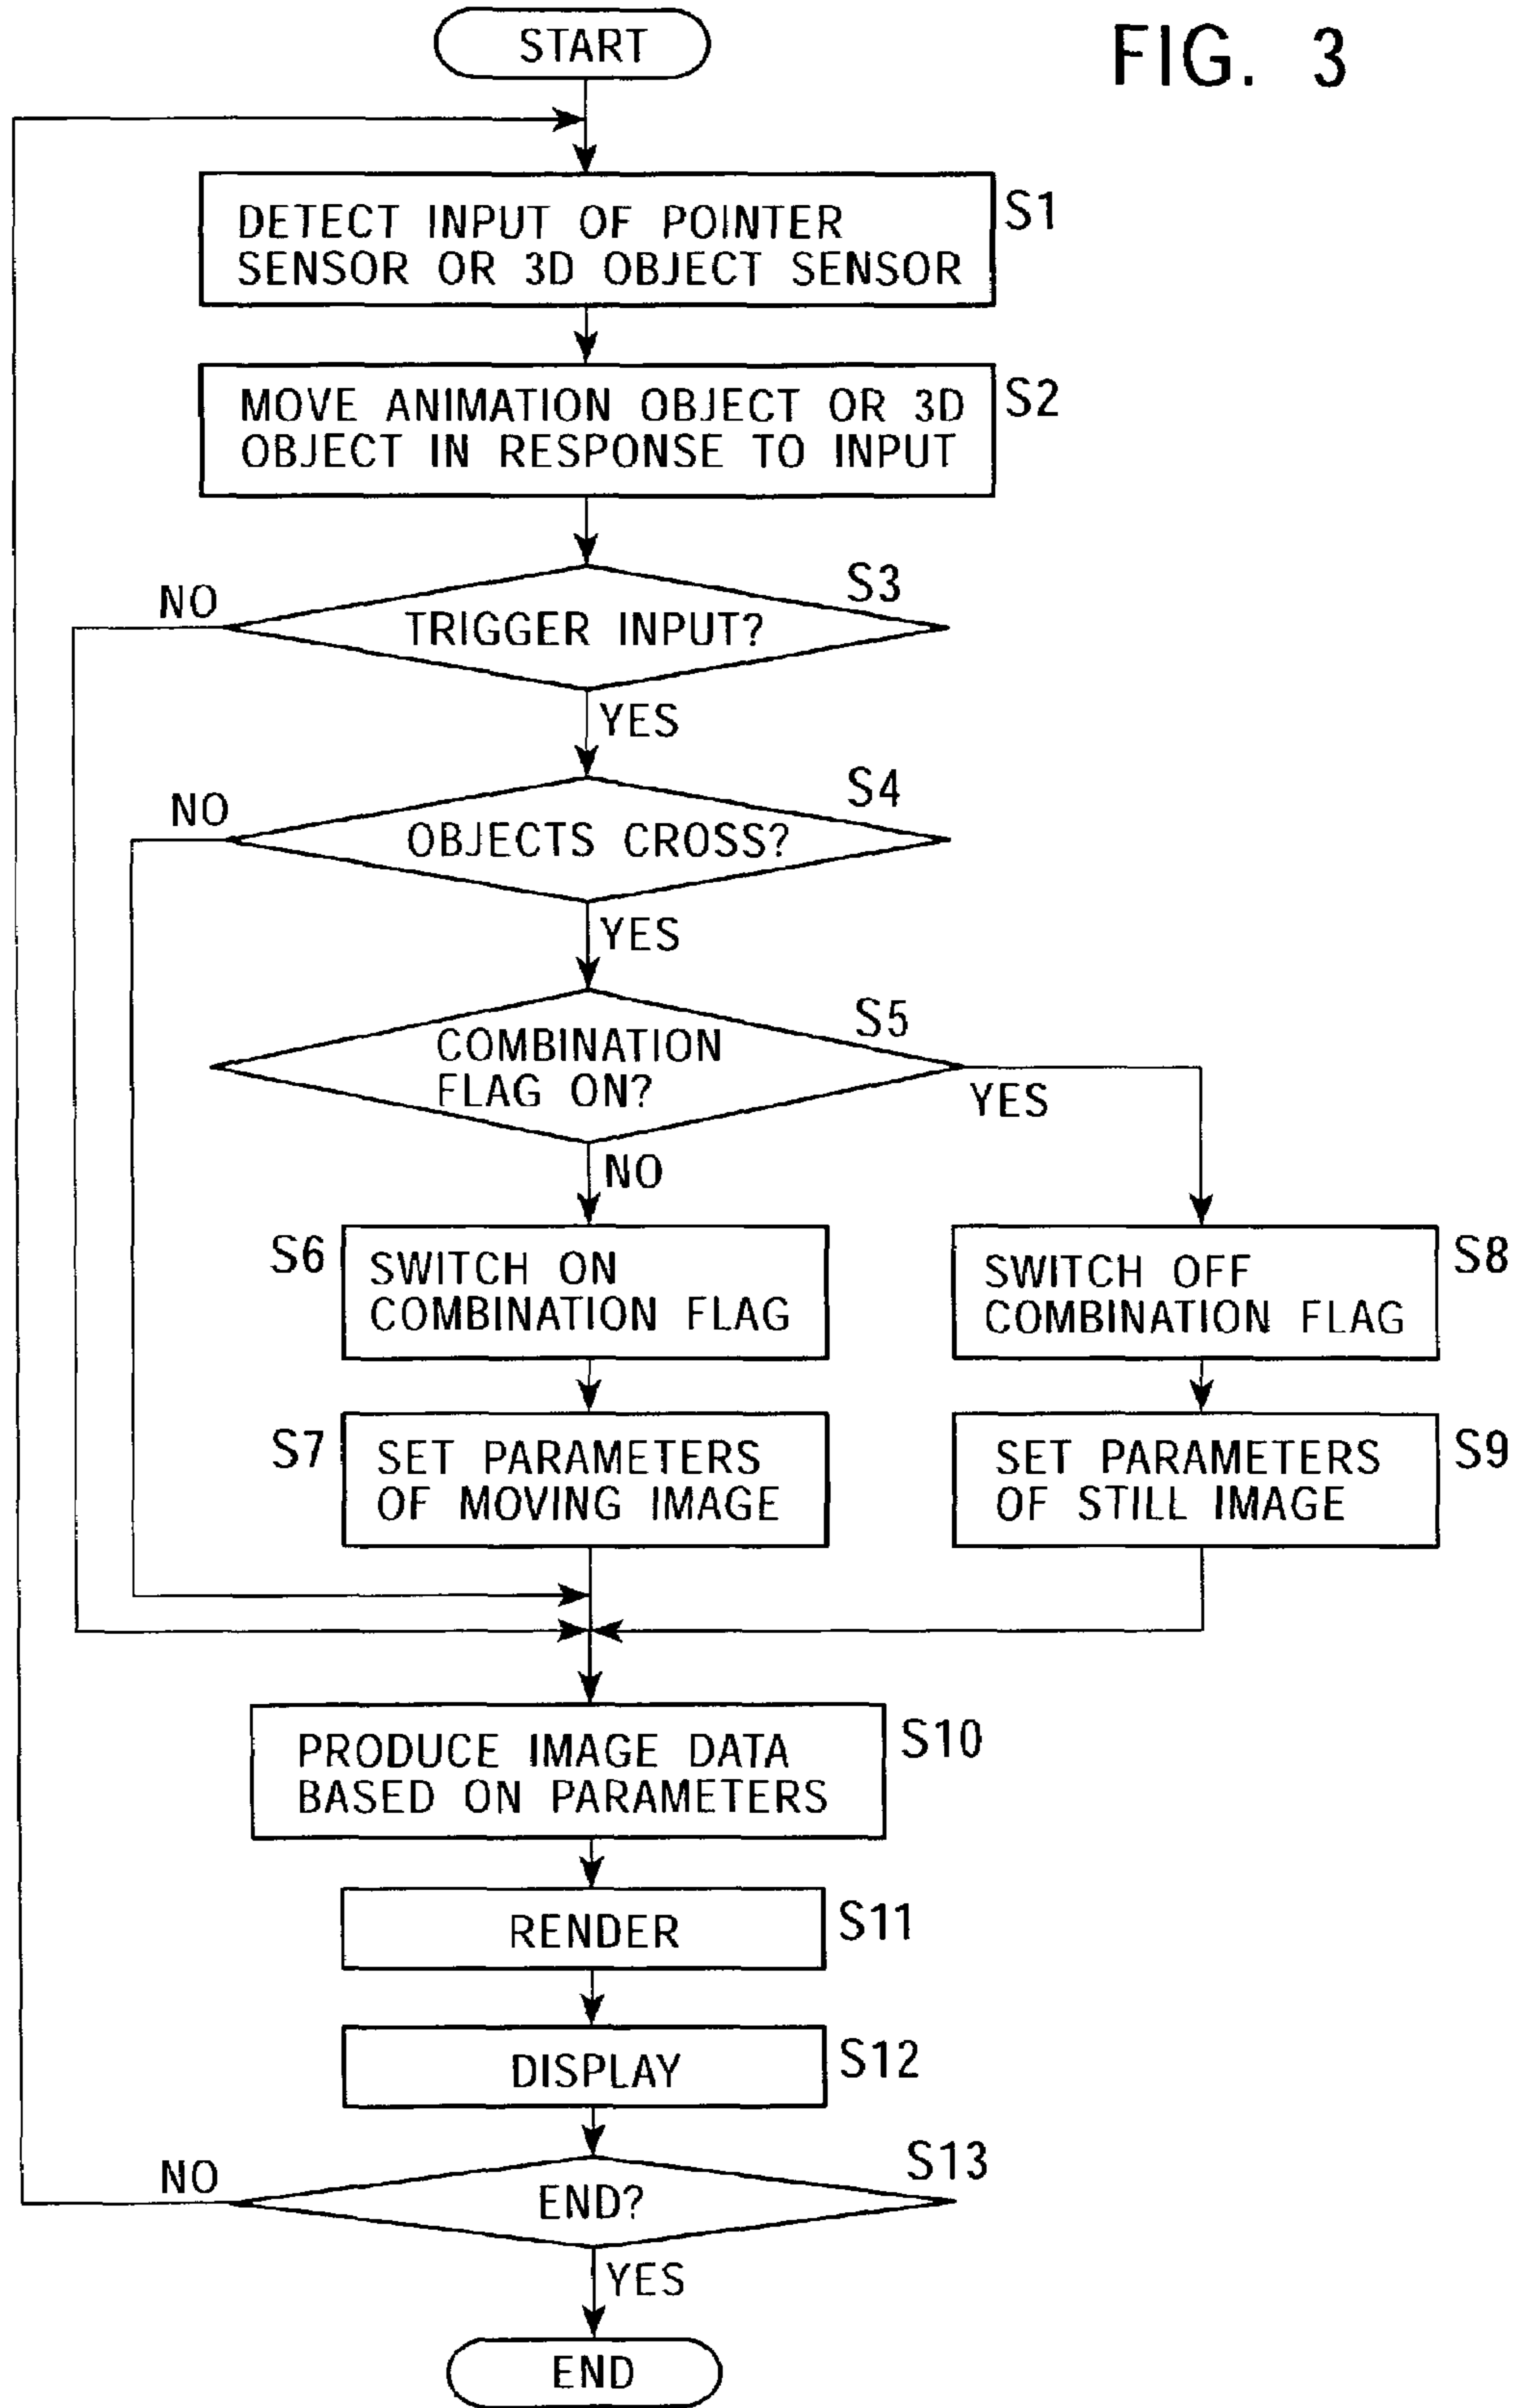 START
FIG. 3
DETECT INPUT OF POINTER
SENSOR OR 3D OBJECT SENSOR
S1
MOVE ANIMATION OBJECT OR 3D
OBJECT IN RESPONSE TO INPUT
S2
S3
NO
TRIGGER INPUT?
YES
S4
NO
OBJECTS CROSS?
YES
S5
COMBINATION
FLAG ON?
YES
NO
S6
SWITCH ON
COMBINATION FLAG
S8
SWITCH OFF
COMBINATION FLAG
S7
SET PARAMETERS
OF MOVING IMAGE
S9
SET PARAMETERS
OF STILL IMAGE
PRODUCE IMAGE DATA
BASED ON PARAMETERS
S10
RENDER
S11
DISPLAY
S12
S13
NO
END?
YES
END